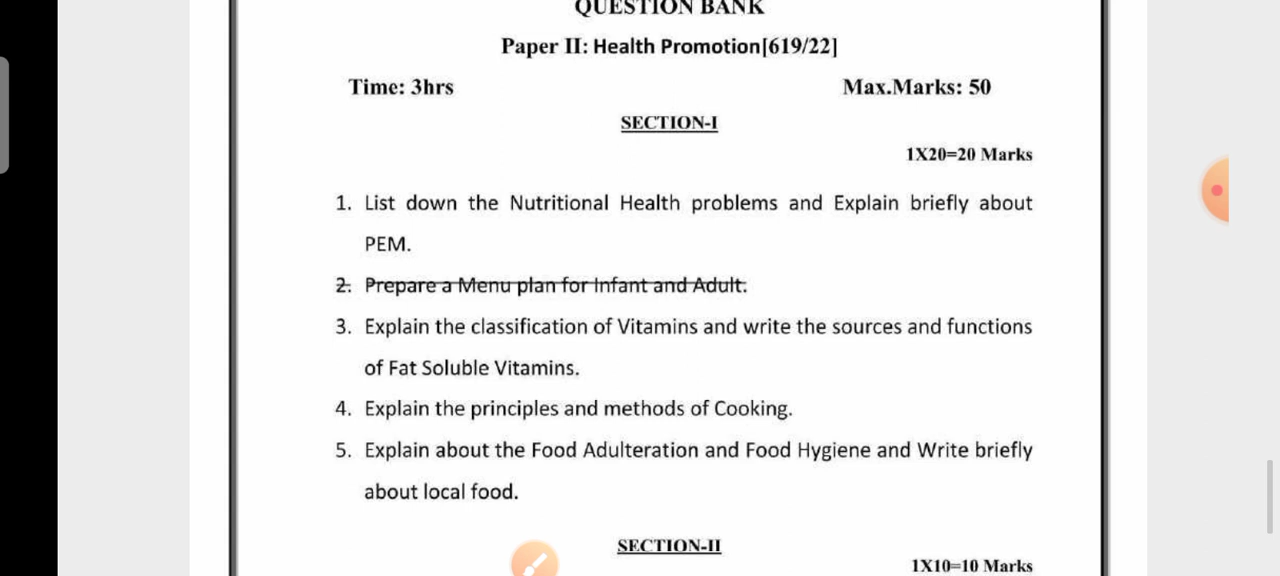 QUESTION BANK
Paper II: Health Promotion[619/22]
Time: 3hrs Max.Marks: 50
SECTION-I
1X20=20 Marks
1. List down the Nutritional Health problems and Explain briefly about
PEM.
2. Prepare a Menu plan for Infant and Adult.
3. Explain the classification of Vitamins and write the sources and functions
of Fat Soluble Vitamins.
4. Explain the principles and methods of Cooking.
5. Explain about the Food Adulteration and Food Hygiene and Write briefly
about local food.
SECTION-II
1X10=10 Marks